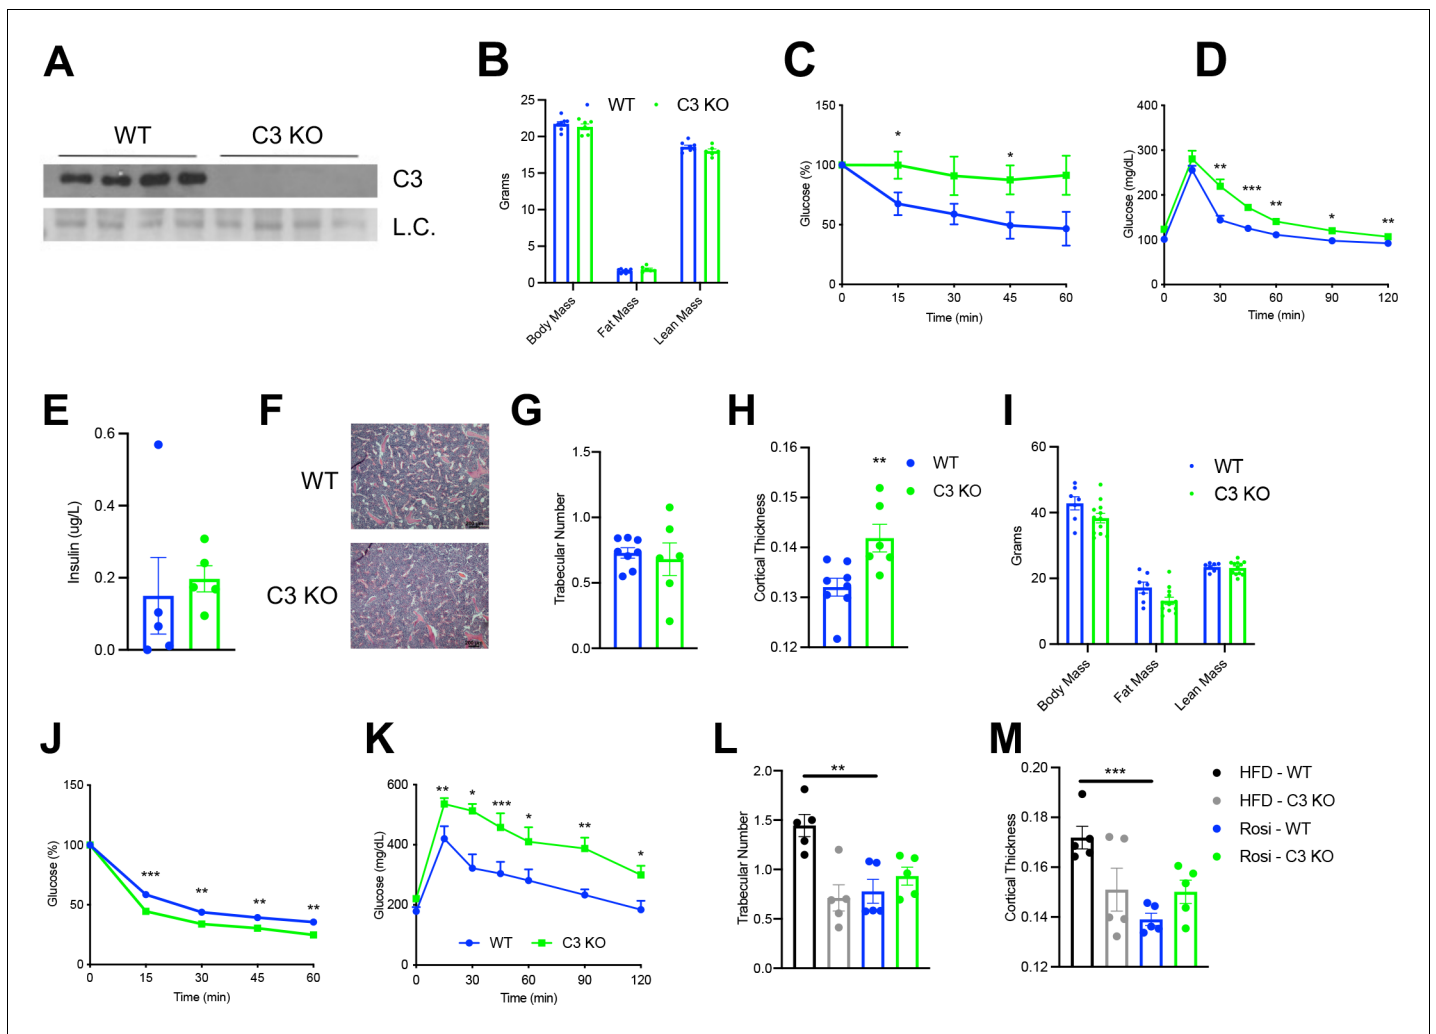 A
WT
C3 KO
C3
L.C.
B
WT
C3 KO
25
20
15
10
5
0
Grams
Body Mass
Fat Mass
Lean Mass
C
150
100
50
0
Glucose (%)
*
*
0 15 30 45 60
Time (min)
D
400
300
200
100
0
Glucose (mg/dL)
**
***
**
*
**
0 30 60 90 120
Time (min)
E
0.6
0.4
0.2
0.0
Insulin (ug/L)
F
WT
C3 KO
G
1.5
1.0
0.5
0.0
Trabecular Number
H
0.16
0.15
0.14
0.13
0.12
Cortical Thickness
**
WT
C3 KO
I
60
40
20
0
Grams
WT
C3 KO
Body Mass
Fat Mass
Lean Mass
J
150
100
50
0
Glucose (%)
***
**
**
**
0 15 30 45 60
Time (min)
K
600
400
200
0
Glucose (mg/dL)
**
*
***
*
**
*
WT
C3 KO
0 30 60 90 120
Time (min)
L
2.0
1.5
1.0
0.5
0.0
Trabecular Number
**
M
0.20
0.18
0.16
0.14
0.12
Cortical Thickness
***
HFD - WT
HFD - C3 KO
Rosi - WT
Rosi - C3 KO